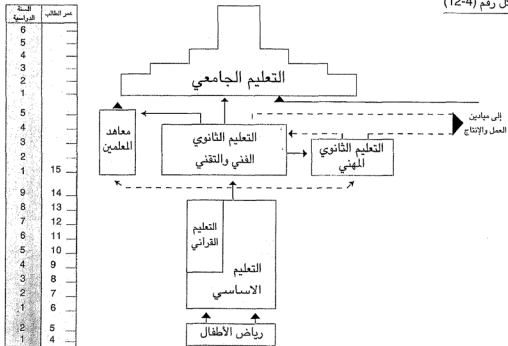 شكل رقم (4-12)
السنة الدراسية
عمر الطالب
6
5
4
3
2
1
5
4
3
2
1 15
9 14
8 13
7 12
6 11
5 10
4 9
3 8
2 7
1 6
2 5
1 4
التعليم الجامعي
معاهد
المعلمين
التعليم الثانوي
الفني والتقني
التعليم الثانوي
المهني
إلى ميادين
العمل والإنتاج
التعليم
القرآني
التعليم
الاساسي
رياض الأطفال